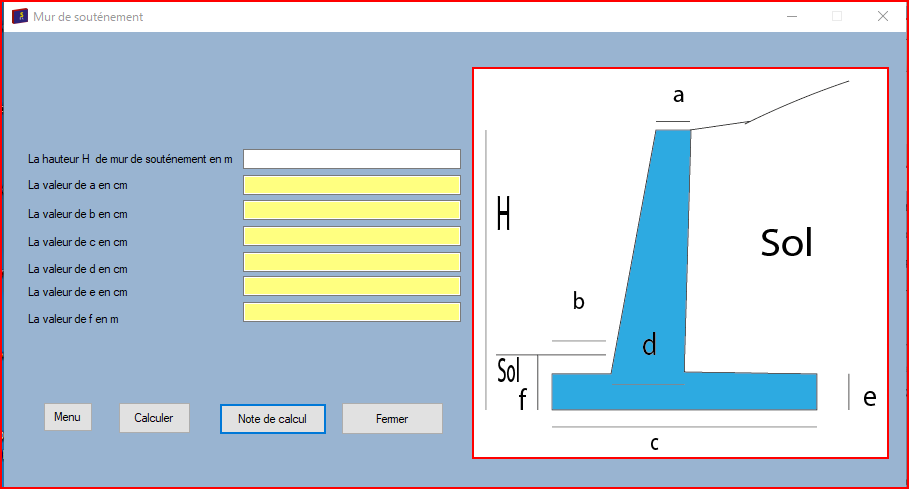 Mur de souténement
La hauteur H  de mur de souténement en m
La valeur de a en cm
La valeur de b en cm
La valeur de c en cm
La valeur de d en cm
La valeur de e en cm
La valeur de f en m
Menu
Calculer
Note de calcul
Fermer
a
H
Sol
b
d
Sol
f
e
c